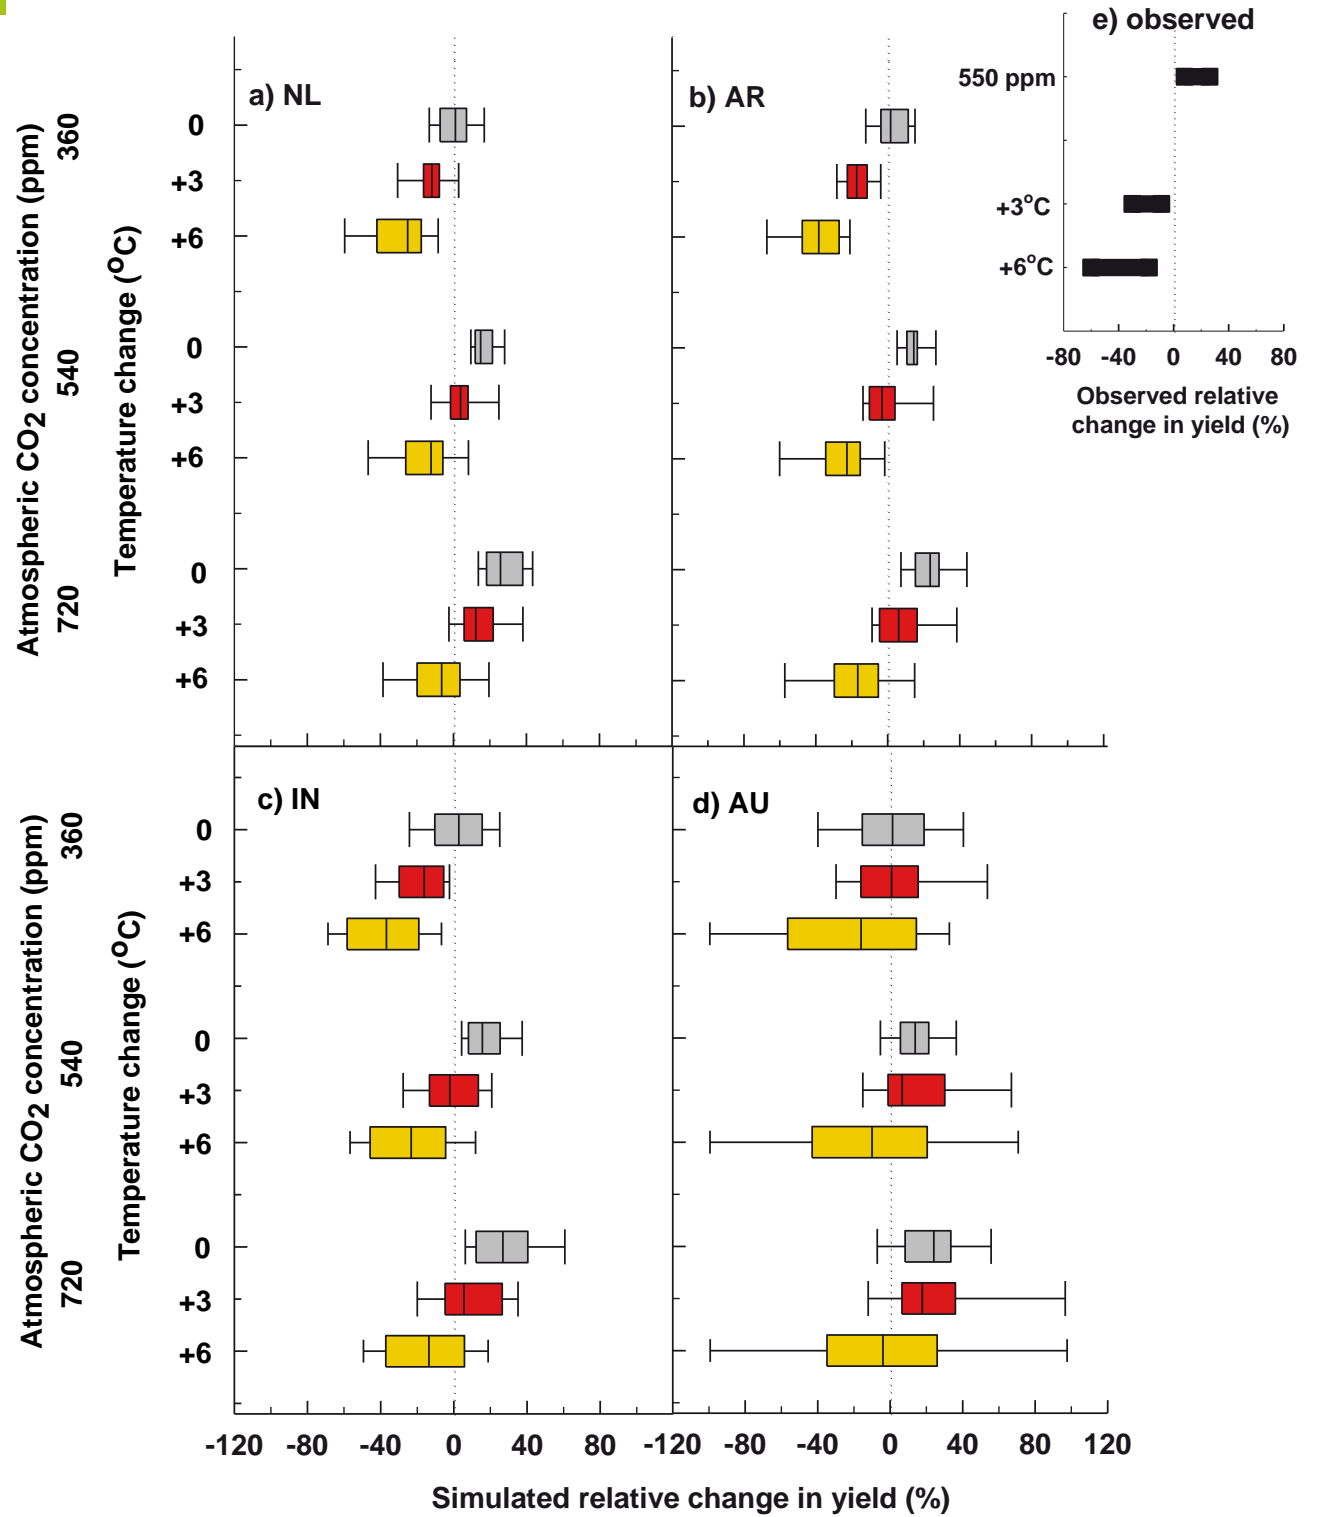 e) observed
550 ppm
+3°C
+6°C
-80 -40 0 40 80
Observed relative
change in yield (%)
a) NL
b) AR
Atmospheric CO2 concentration (ppm)
360
540
720
Temperature change (°C)
0
+3
+6
0
+3
+6
0
+3
+6
c) IN
d) AU
Atmospheric CO2 concentration (ppm)
360
540
720
Temperature change (°C)
0
+3
+6
0
+3
+6
0
+3
+6
-120 -80 -40 0 40 80 -120 -80 -40 0 40 80 120
Simulated relative change in yield (%)